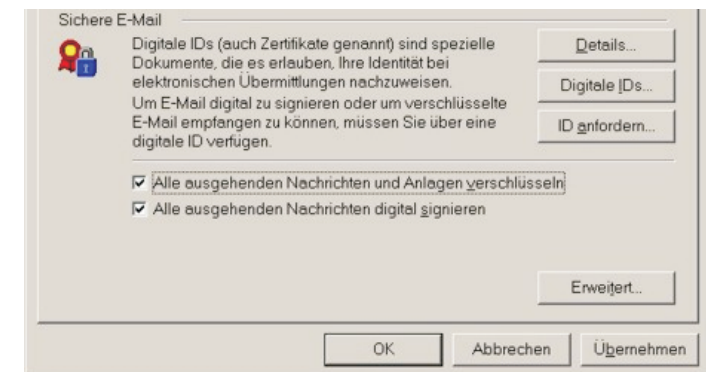 Sichere E-Mail
Digitale IDs (auch Zertifikate genannt) sind spezielle
Dokumente, die es erlauben, Ihre Identität bei
elektronischen Übermittlungen nachzuweisen.
Um E-Mail digital zu signieren oder um verschlüsselte
E-Mail empfangen zu können, müssen Sie über eine
digitale ID verfügen.
Details...
Digitale IDs...
ID anfordern...
Alle ausgehenden Nachrichten und Anlagen verschlüsseln
Alle ausgehenden Nachrichten digital signieren
Erweitert...
OK
Abbrechen
Übernehmen